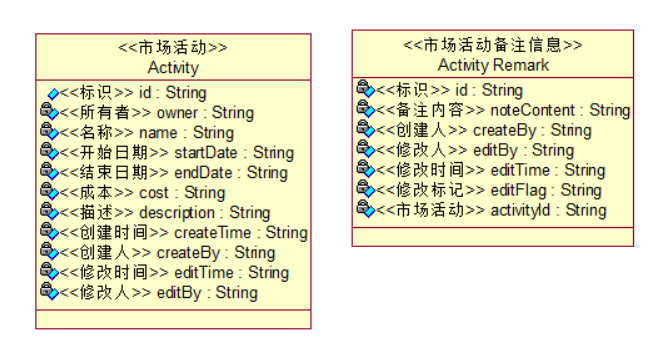 <<市场活动>>
Activity
<<标识>> id : String
<<所有者>> owner : String
<<名称>> name : String
<<开始日期>> startDate : String
<<结束日期>> endDate : String
<<成本>> cost : String
<<描述>> description : String
<<创建时间>> createTime : String
<<创建人>> createBy : String
<<修改时间>> editTime : String
<<修改人>> editBy : String
<<市场活动备注信息>>
Activity Remark
<<标识>> id : String
<<备注内容>> noteContent : String
<<创建人>> createBy : String
<<修改人>> editBy : String
<<修改时间>> editTime : String
<<修改标记>> editFlag : String
<<市场活动>> activityId : String